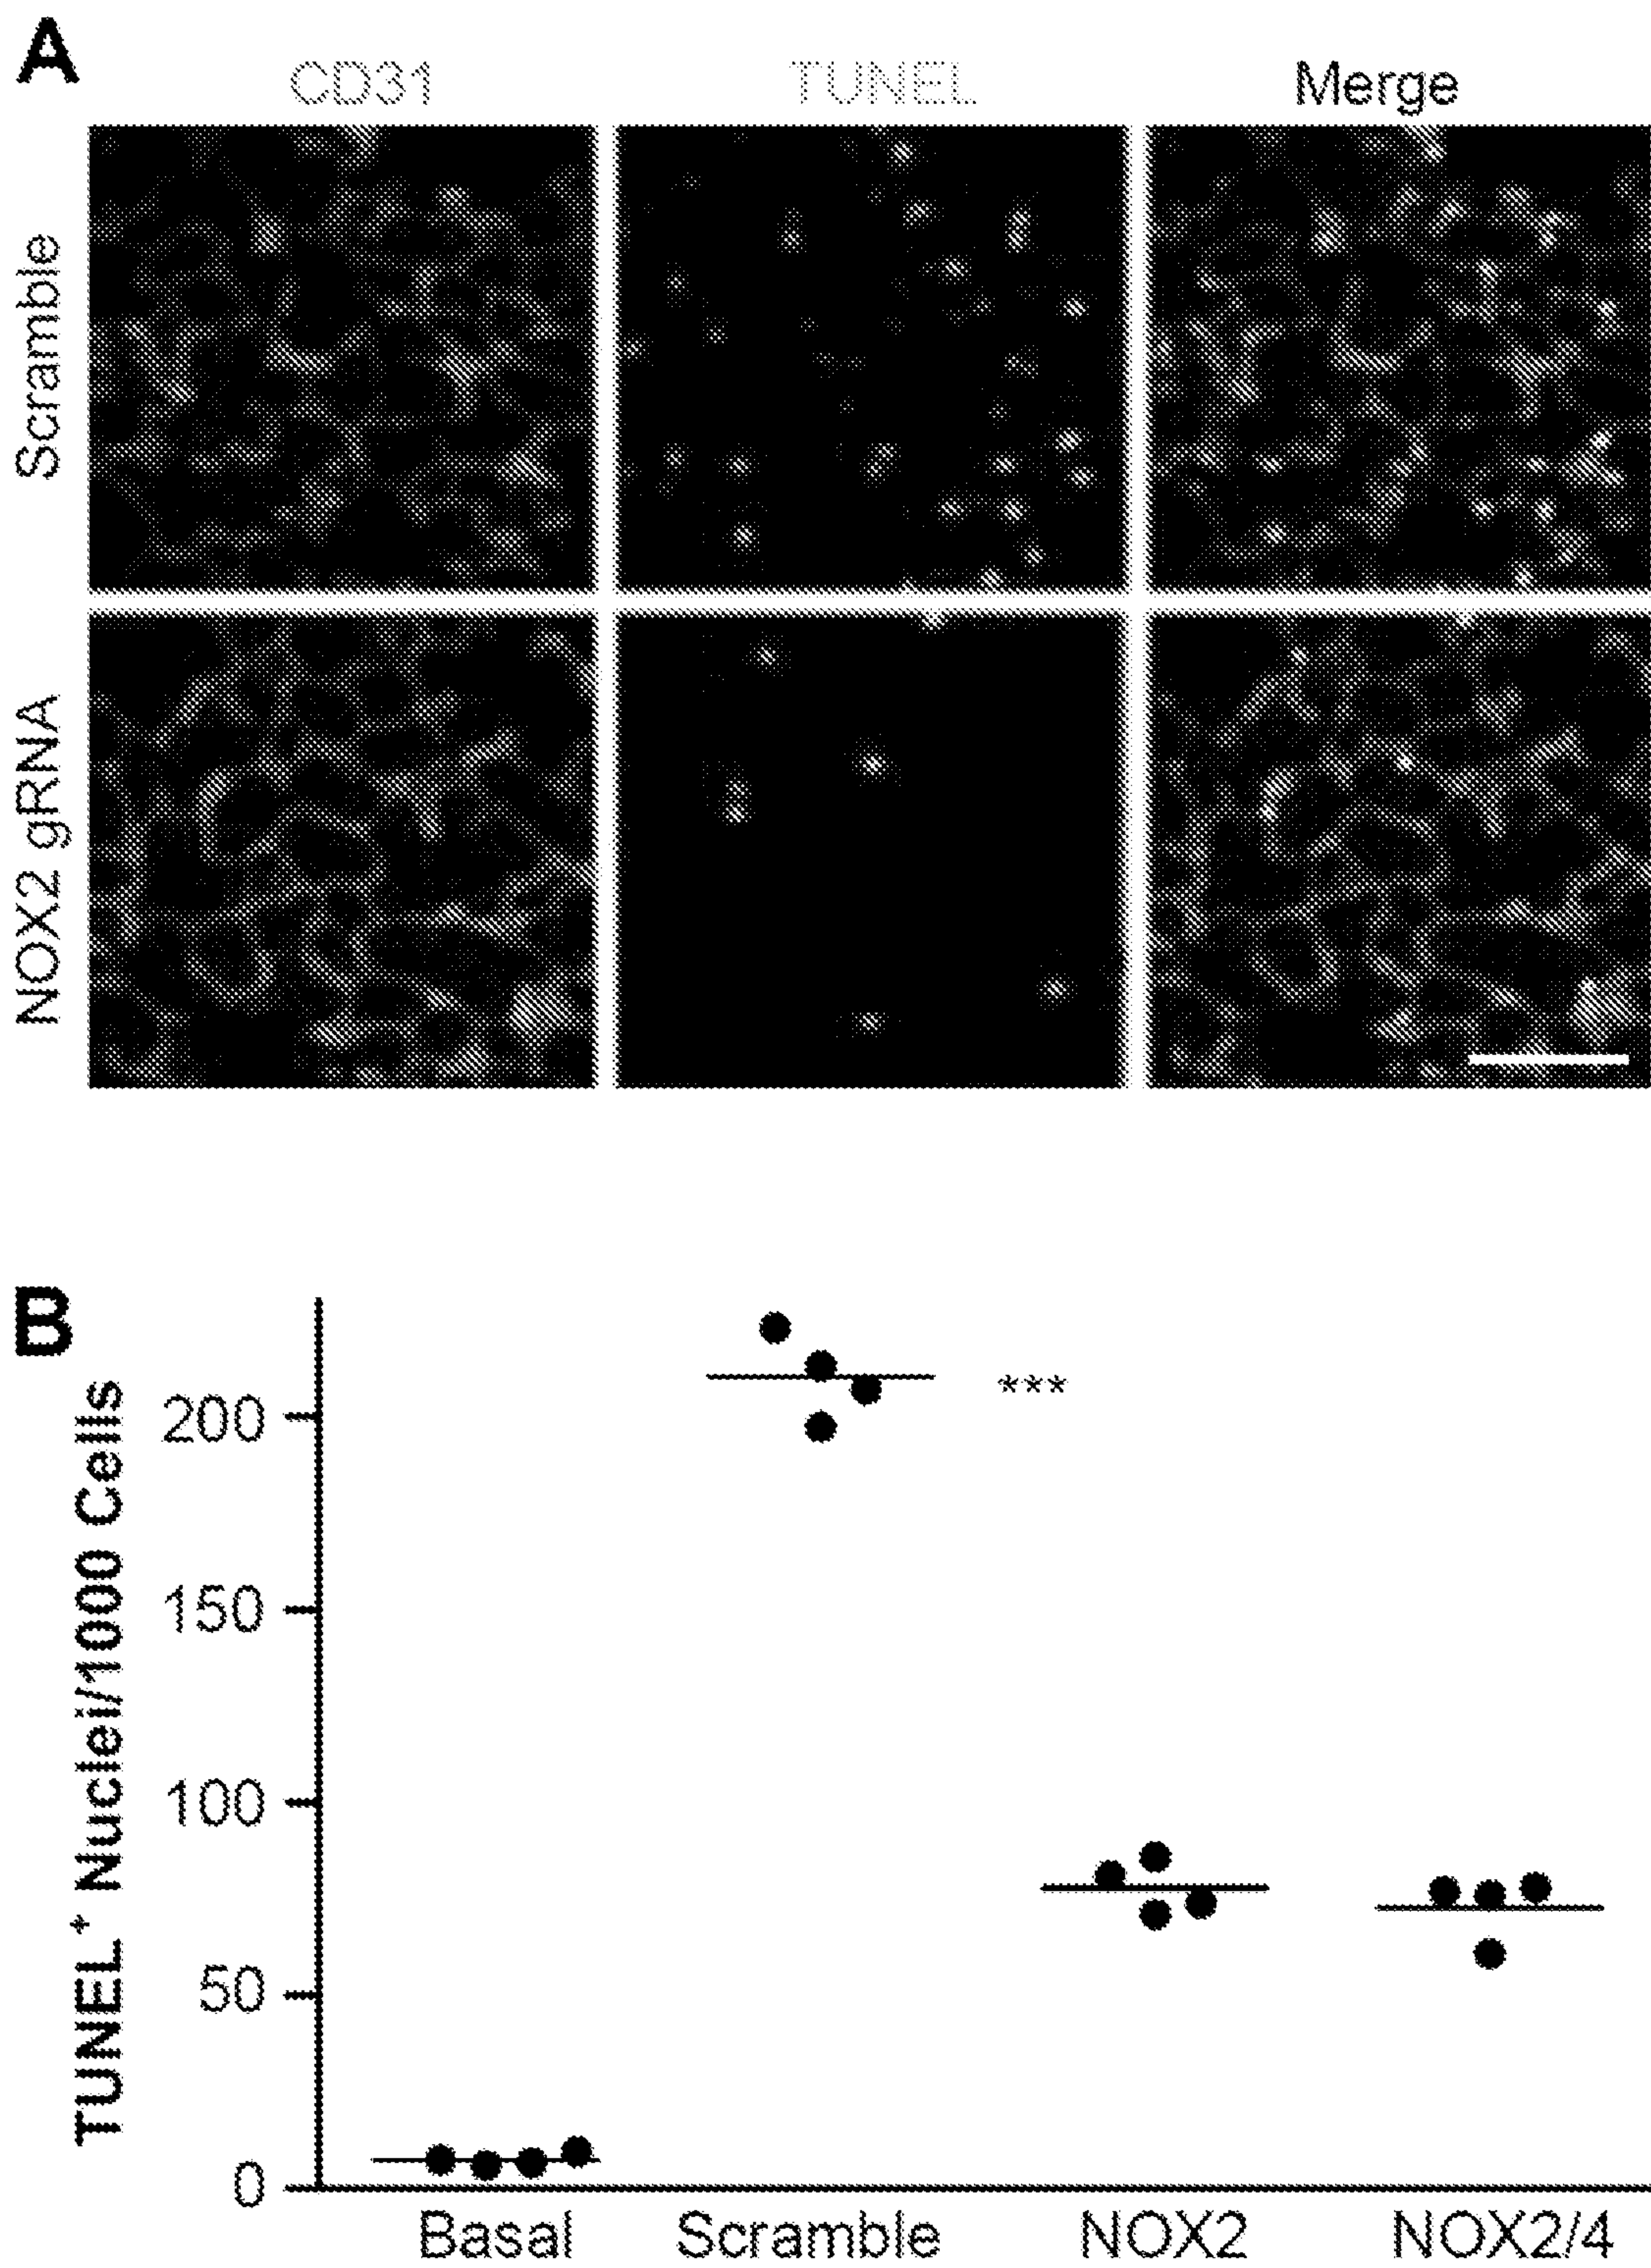 A
CD31 TUNEL Merge
Scramble
NOX2 gRNA
B
TUNEL⁺ Nuclei/1000 Cells
200
150
100
50
0
***
Basal Scramble NOX2 NOX2/4